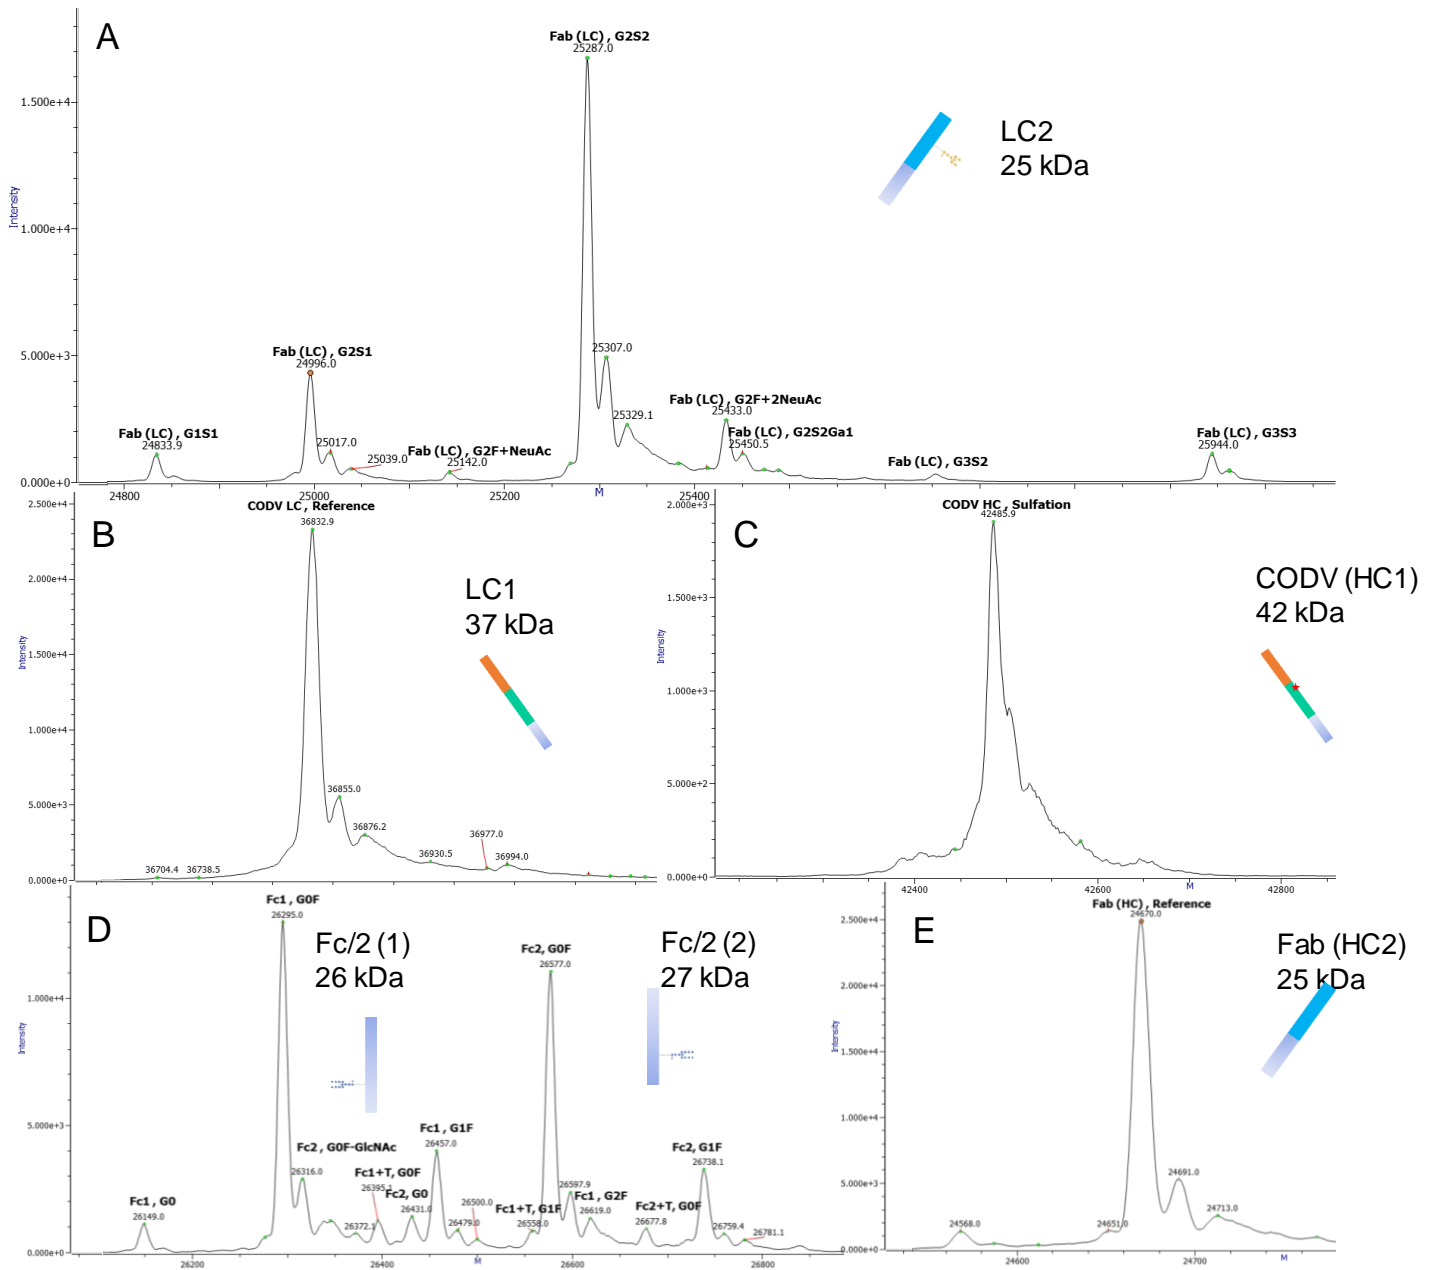 A
Fab (LC) , G2S2
25287.0
1.500e+4
LC2
25 kDa
Intensity
1.000e+4
Fab (LC) , G2S1
24996.0
5.000e+3
25307.0
Fab (LC) , G2F+2NeuAc
25433.0
25329.1
Fab (LC) , G1S1
24833.9
25017.0
25039.0
Fab (LC) , G2F+NeuAc
25142.0
Fab (LC) , G2S2Ga1
25450.5
Fab (LC) , G3S2
Fab (LC) , G3S3
25944.0
0.000e+0
24800
25000
25200
M
25400
B
2.500e+4
CODV LC , Reference
36832.9
LC1
37 kDa
2.000e+4
Intensity
1.500e+4
1.000e+4
5.000e+3
36855.0
36876.2
36704.4
36738.5
36930.5
36977.0
36994.0
0.000e+0
C
2.000e+3
CODV HC , Sulfation
42485.9
CODV (HC1)
42 kDa
1.500e+3
Intensity
1.000e+3
5.000e+2
0.000e+0
42400
42600
M
42800
D
Fc1 , G0F
26295.0
Fc/2 (1)
26 kDa
Fc/2 (2)
27 kDa
Fc2, G0F
26577.0
1.000e+4
Intensity
5.000e+3
Fc1 , G1F
26457.0
Fc2 , G0F-GlcNAc
26316.0
Fc1+T, G0F
26395.1
Fc2, G0
26431.0
Fc2, G1F
26738.1
Fc1 , G0
26149.0
26372.1
26479.0
26500.0
Fc1+T, G1F
26558.0
26597.9
Fc1 , G2F
26619.0
Fc2+T, G0F
26677.8
26759.4
26781.1
0.000e+0
26200
26400
M
26600
26800
E
Fab (HC) , Reference
24670.0
Fab (HC2)
25 kDa
2.500e+4
2.000e+4
Intensity
1.500e+4
1.000e+4
5.000e+3
24691.0
24568.0
24651.0
24713.0
0.000e+0
24600
24700
M